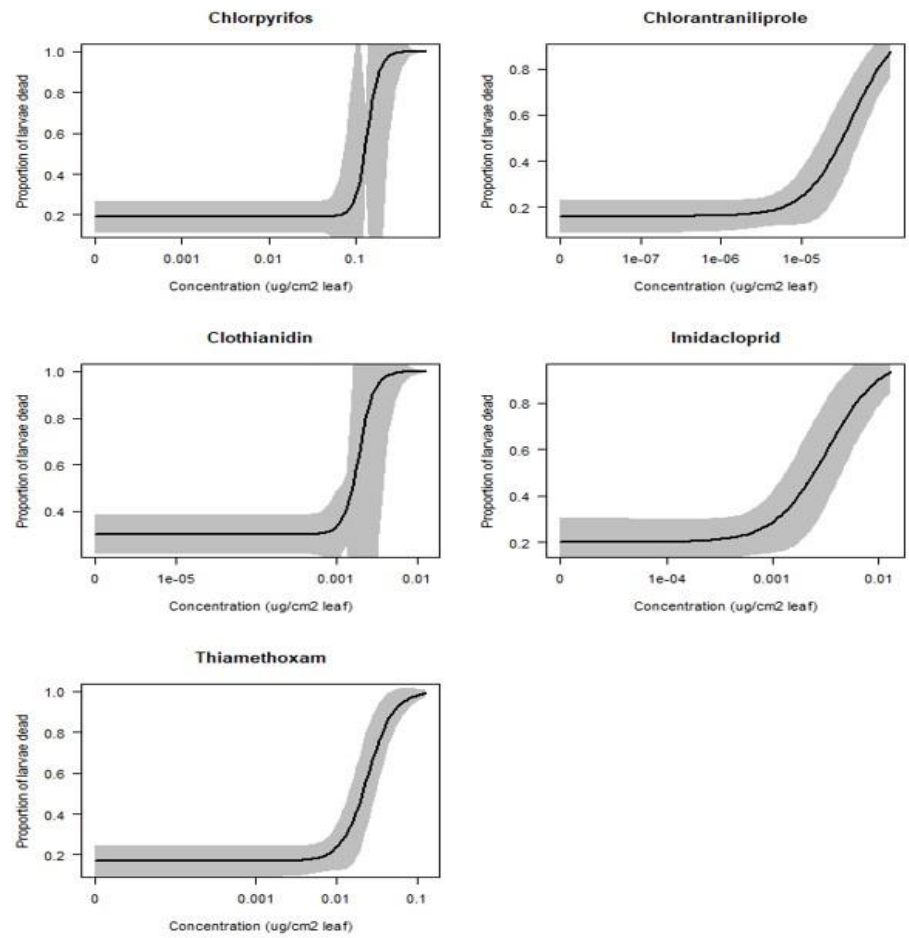 Chlorpyrifos
Proportion of larvae dead
1.0
0.8
0.6
0.4
0.2
0 0.001 0.01 0.1
Concentration (ug/cm2 leaf)
Chlorantraniliprole
Proportion of larvae dead
0.8
0.6
0.4
0.2
0 1e-07 1e-06 1e-05
Concentration (ug/cm2 leaf)
Clothianidin
Proportion of larvae dead
1.0
0.8
0.6
0.4
0 1e-05 0.001 0.01
Concentration (ug/cm2 leaf)
Imidacloprid
Proportion of larvae dead
0.8
0.6
0.4
0.2
0 1e-04 0.001 0.01
Concentration (ug/cm2 leaf)
Thiamethoxam
Proportion of larvae dead
1.0
0.8
0.6
0.4
0.2
0 0.001 0.01 0.1
Concentration (ug/cm2 leaf)